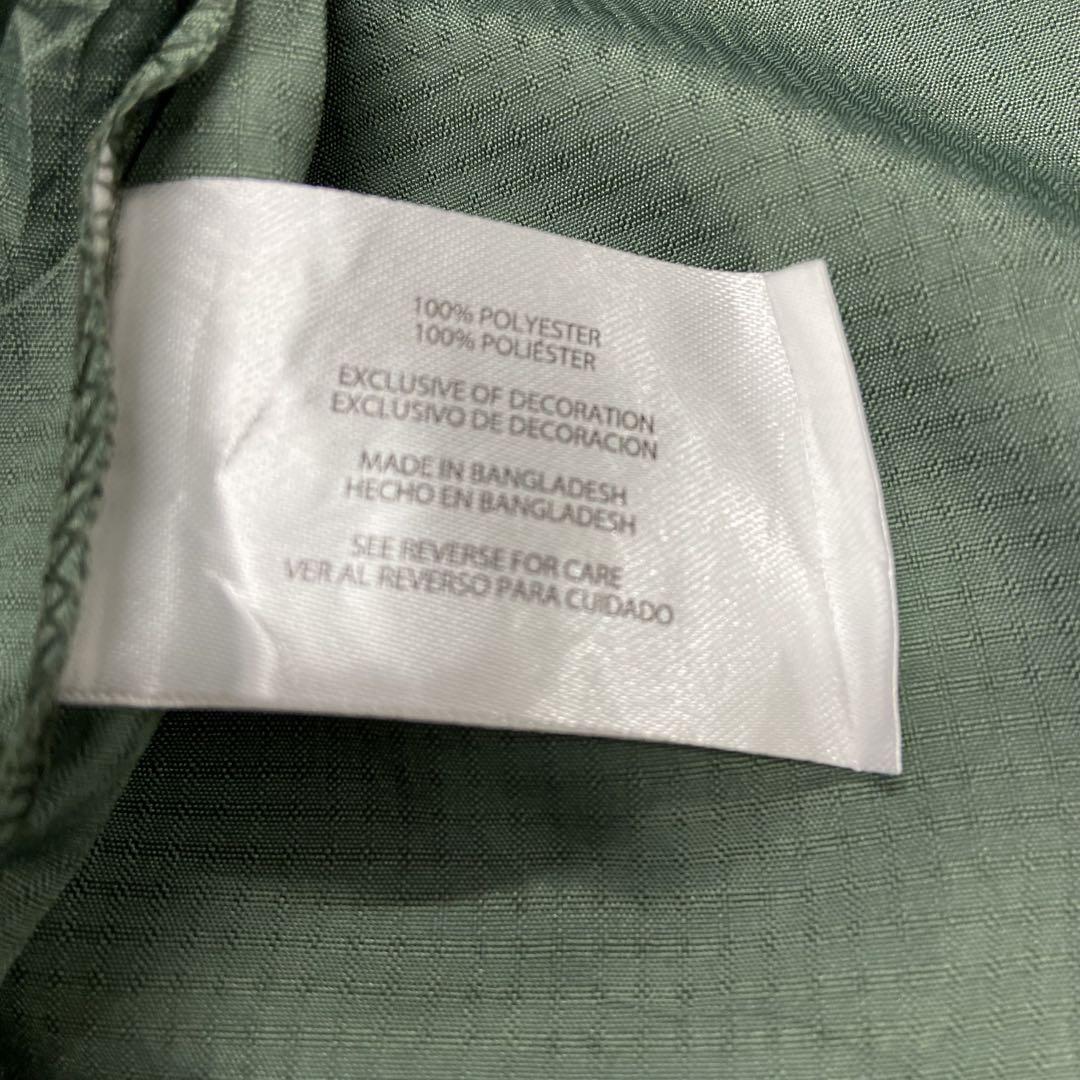 100% POLYESTER
100% POLIÉSTER
EXCLUSIVE OF DECORATION
EXCLUSIVO DE DECORACION
MADE IN BANGLADESH
HECHO EN BANGLADESH
SEE REVERSE FOR CARE
VER AL REVERSO PARA CUIDADO